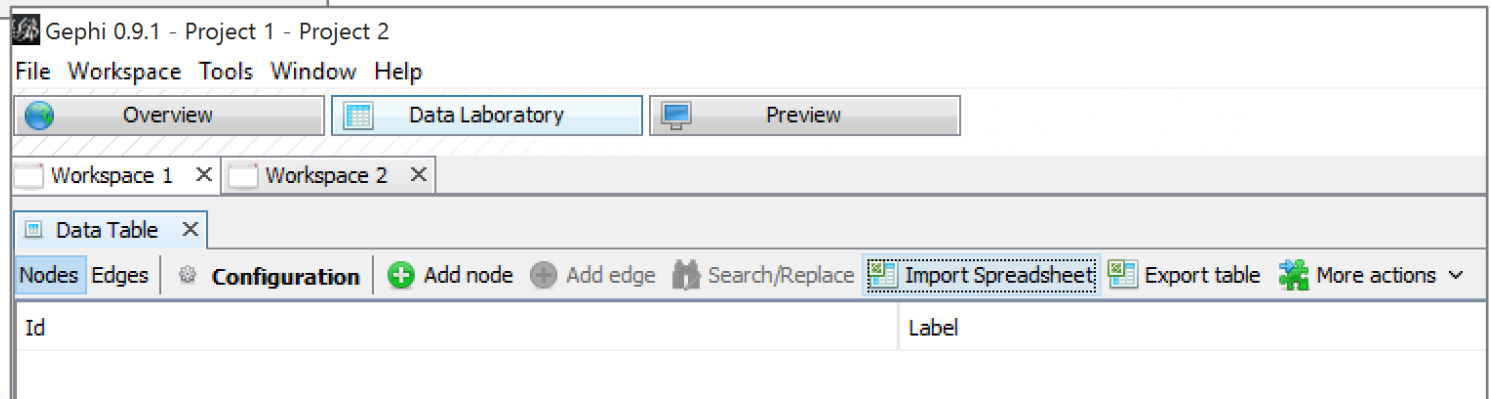 Gephi 0.9.1 - Project 1 - Project 2
File Workspace Tools Window Help
Overview Data Laboratory Preview
Workspace 1 Workspace 2
Data Table
Nodes Edges Configuration Add node Add edge Search/Replace Import Spreadsheet Export table More actions
Id Label